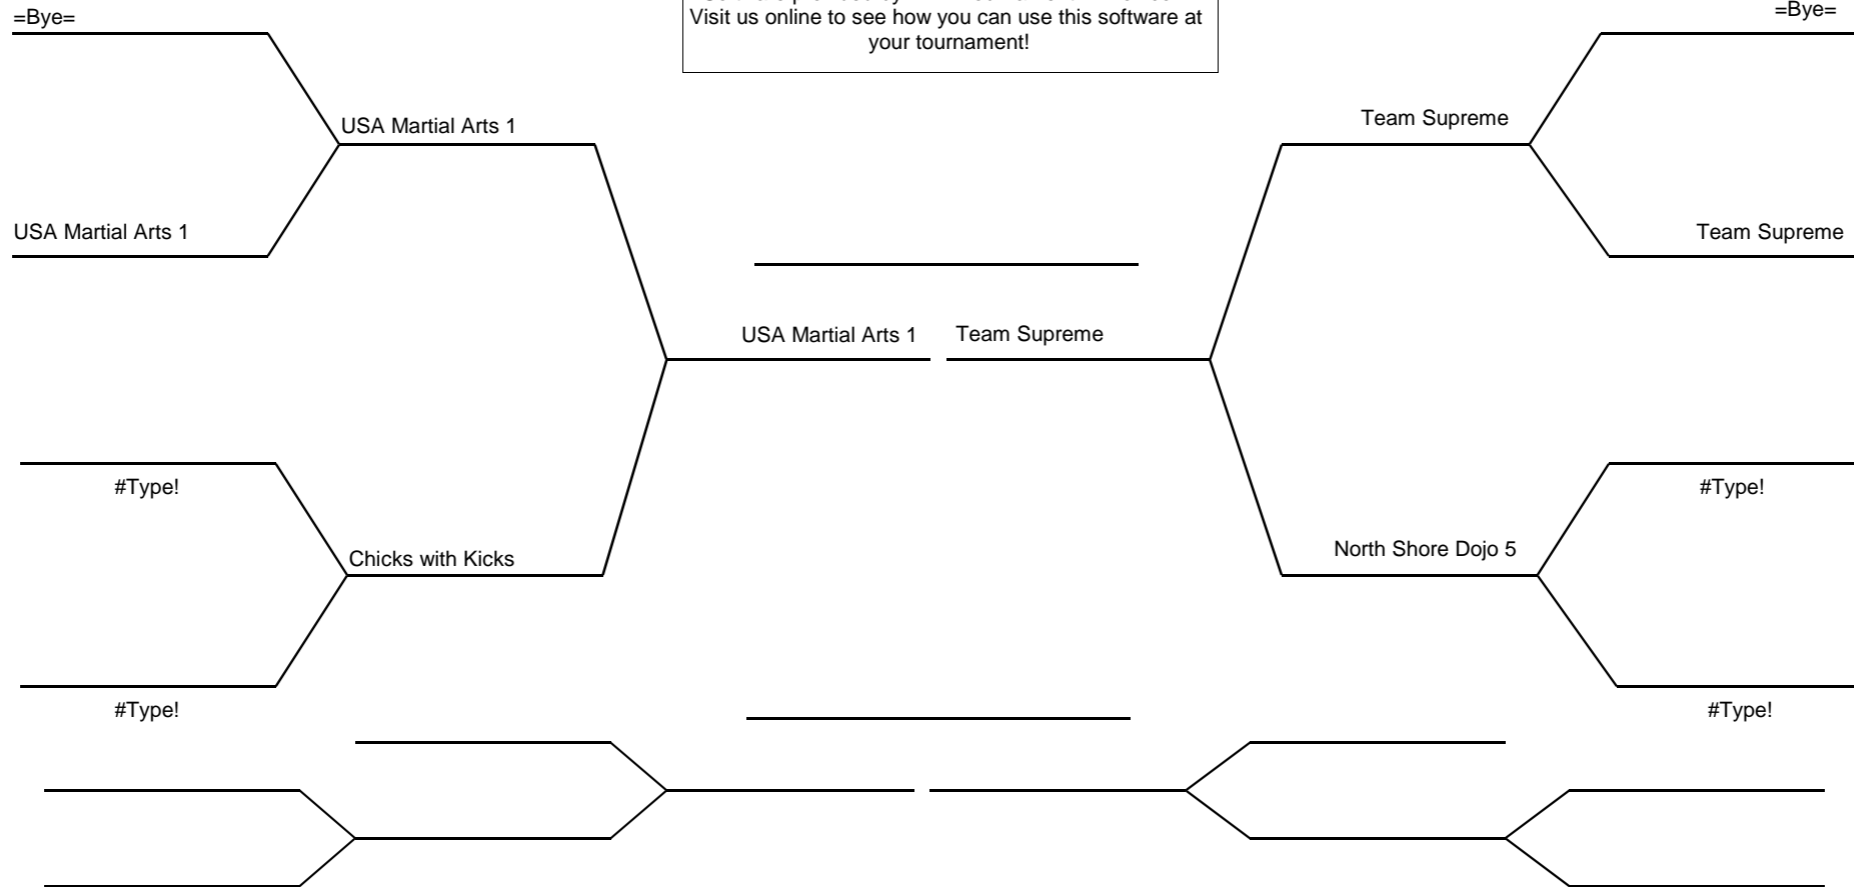 =Bye=
=Bye=
Visit us online to see how you can use this software at
your tournament!
USA Martial Arts 1
Team Supreme
USA Martial Arts 1
Team Supreme
USA Martial Arts 1
Team Supreme
#Type!
#Type!
Chicks with Kicks
North Shore Dojo 5
#Type!
#Type!